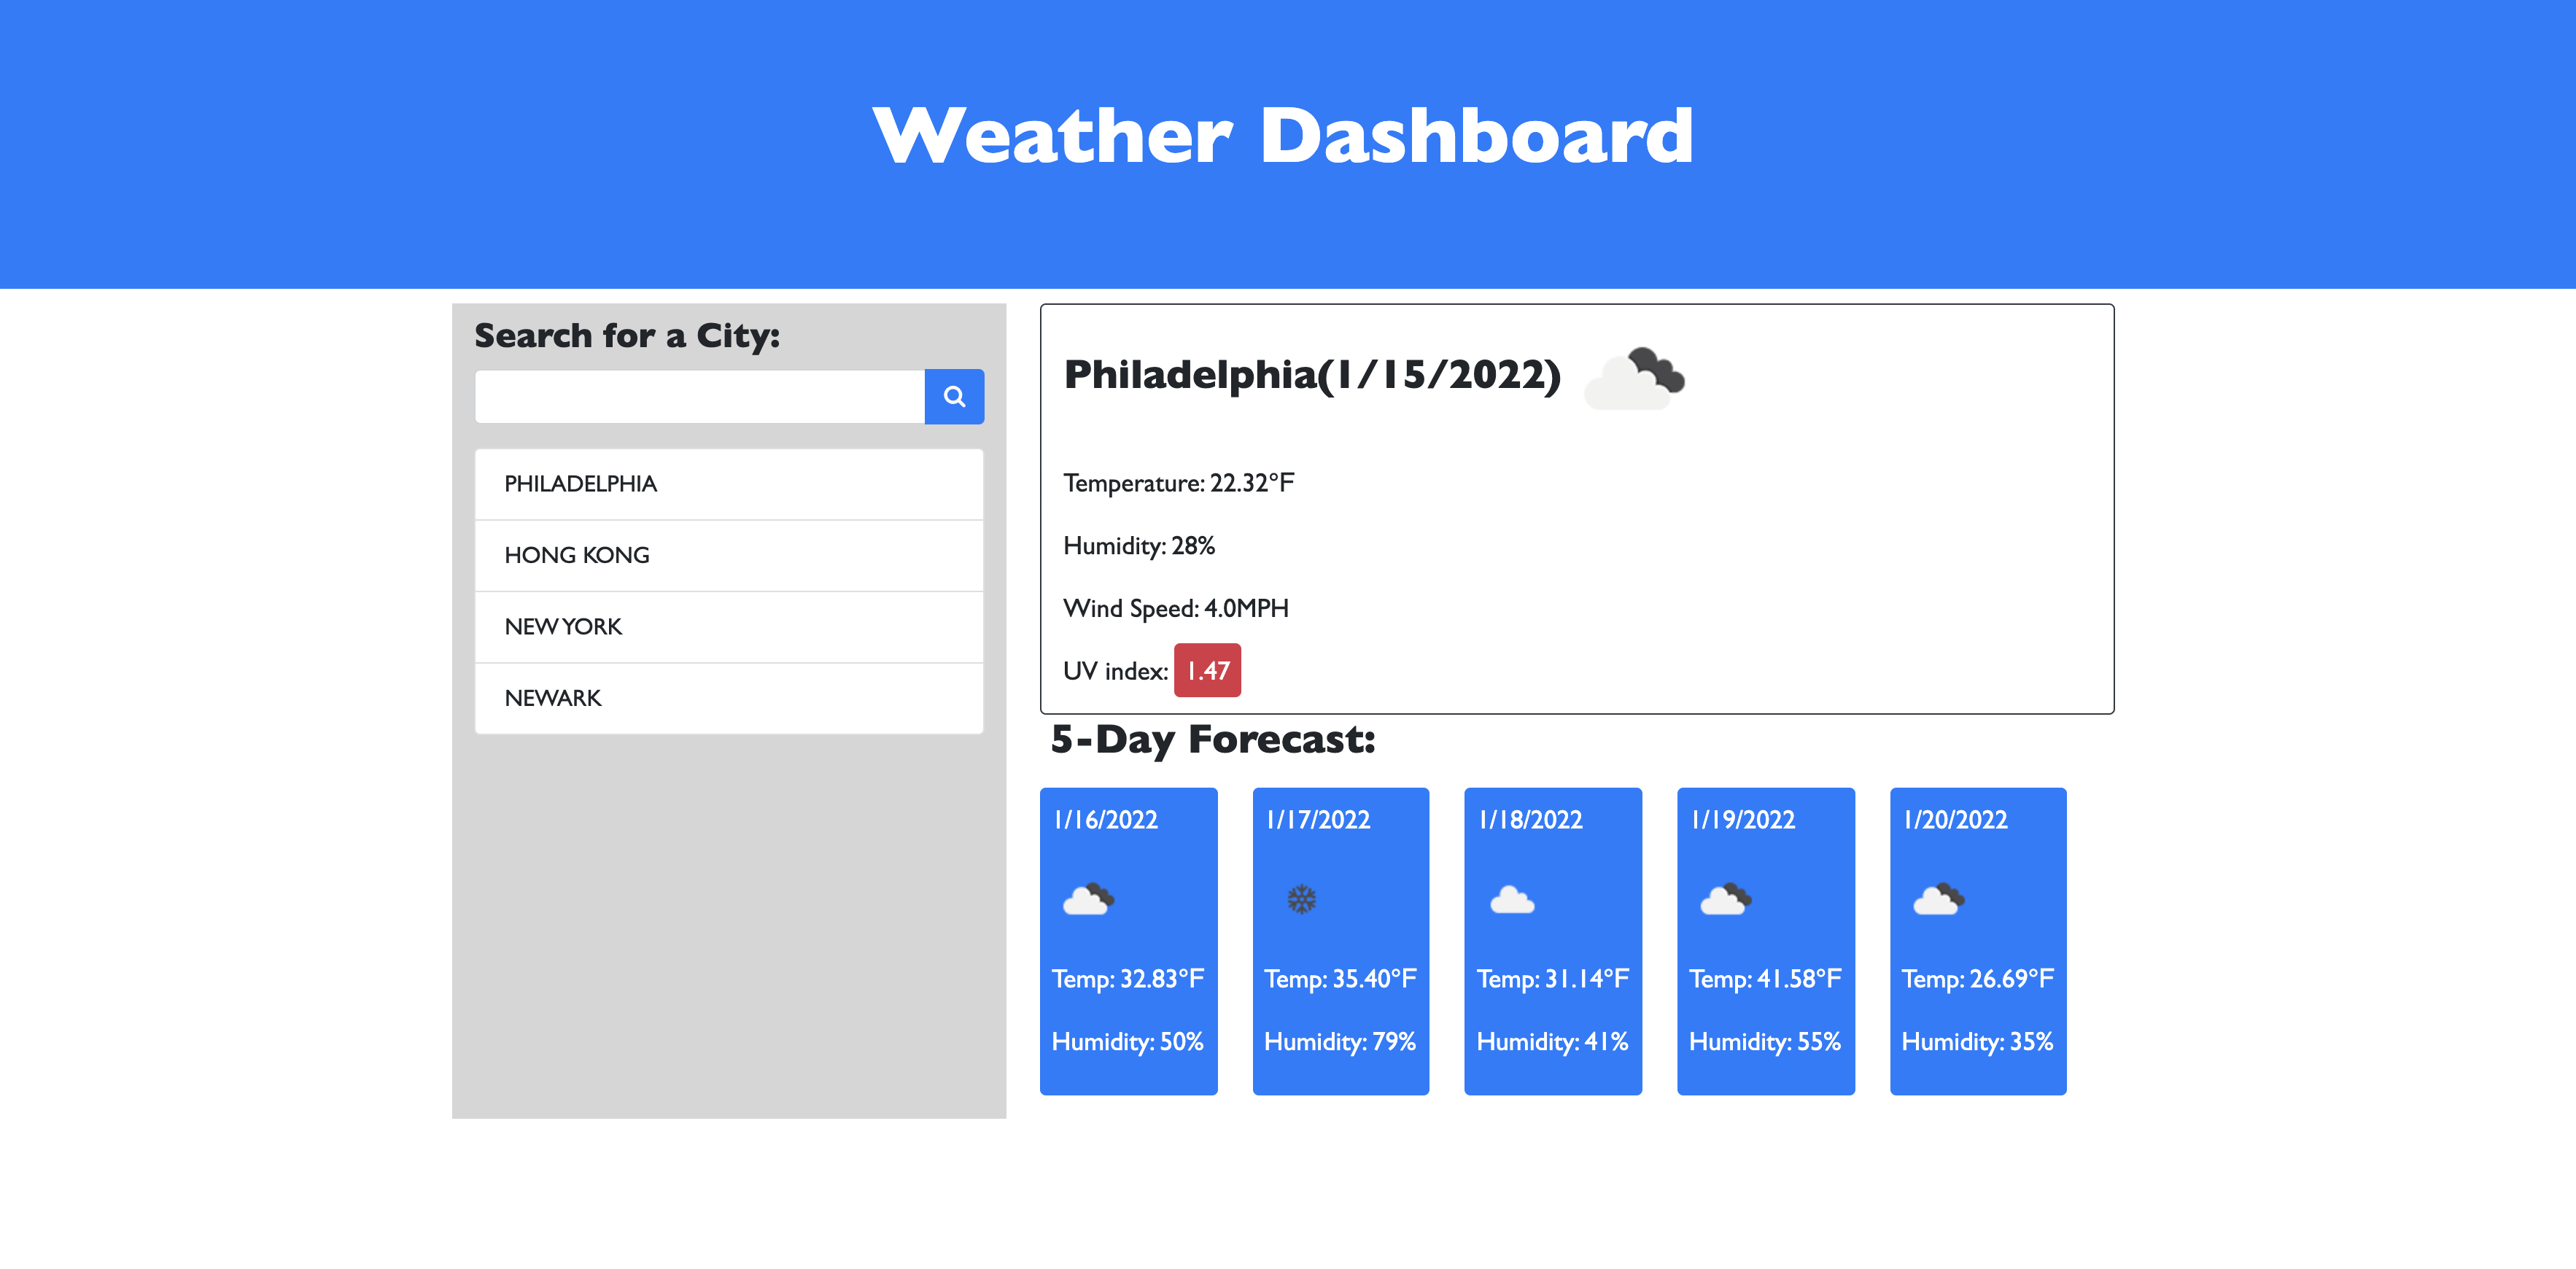 Weather Dashboard
Search for a City:
PHILADELPHIA
HONG KONG
NEW YORK
NEWARK
Philadelphia(1/15/2022)
Temperature: 22.32°F
Humidity: 28%
Wind Speed: 4.0MPH
UV index: 1.47
5-Day Forecast:
1/16/2022
Temp: 32.83°F
Humidity: 50%
1/17/2022
Temp: 35.40°F
Humidity: 79%
1/18/2022
Temp: 31.14°F
Humidity: 41%
1/19/2022
Temp: 41.58°F
Humidity: 55%
1/20/2022
Temp: 26.69°F
Humidity: 35%